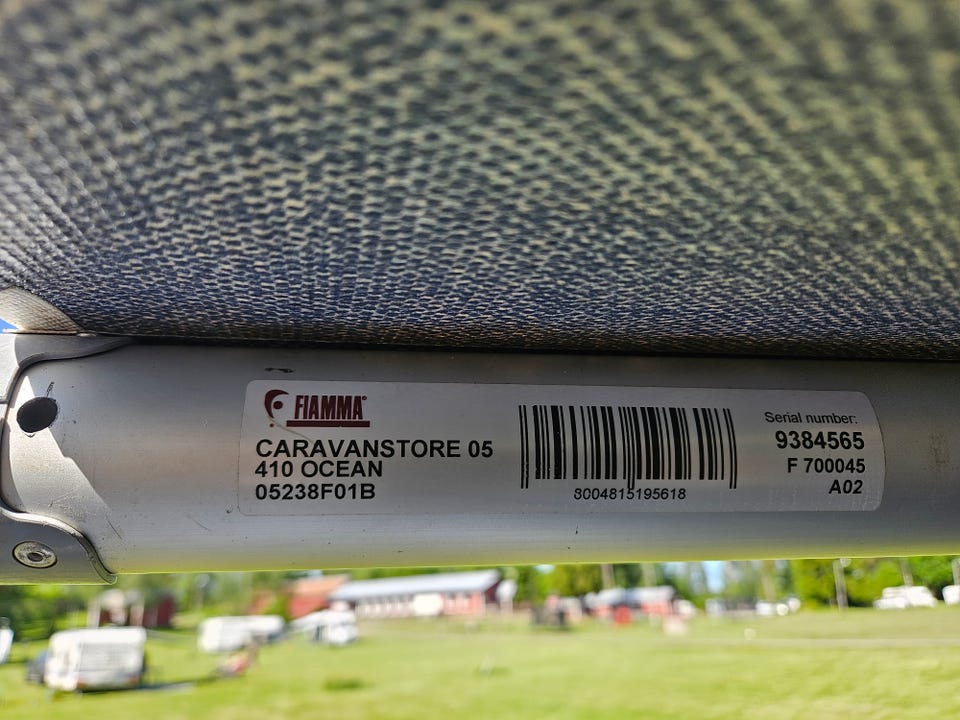 FIAMMA®
CARAVANSTORE 05
410 OCEAN
05238F01B
8004815195618
Serial number:
9384565
F 700045
A02